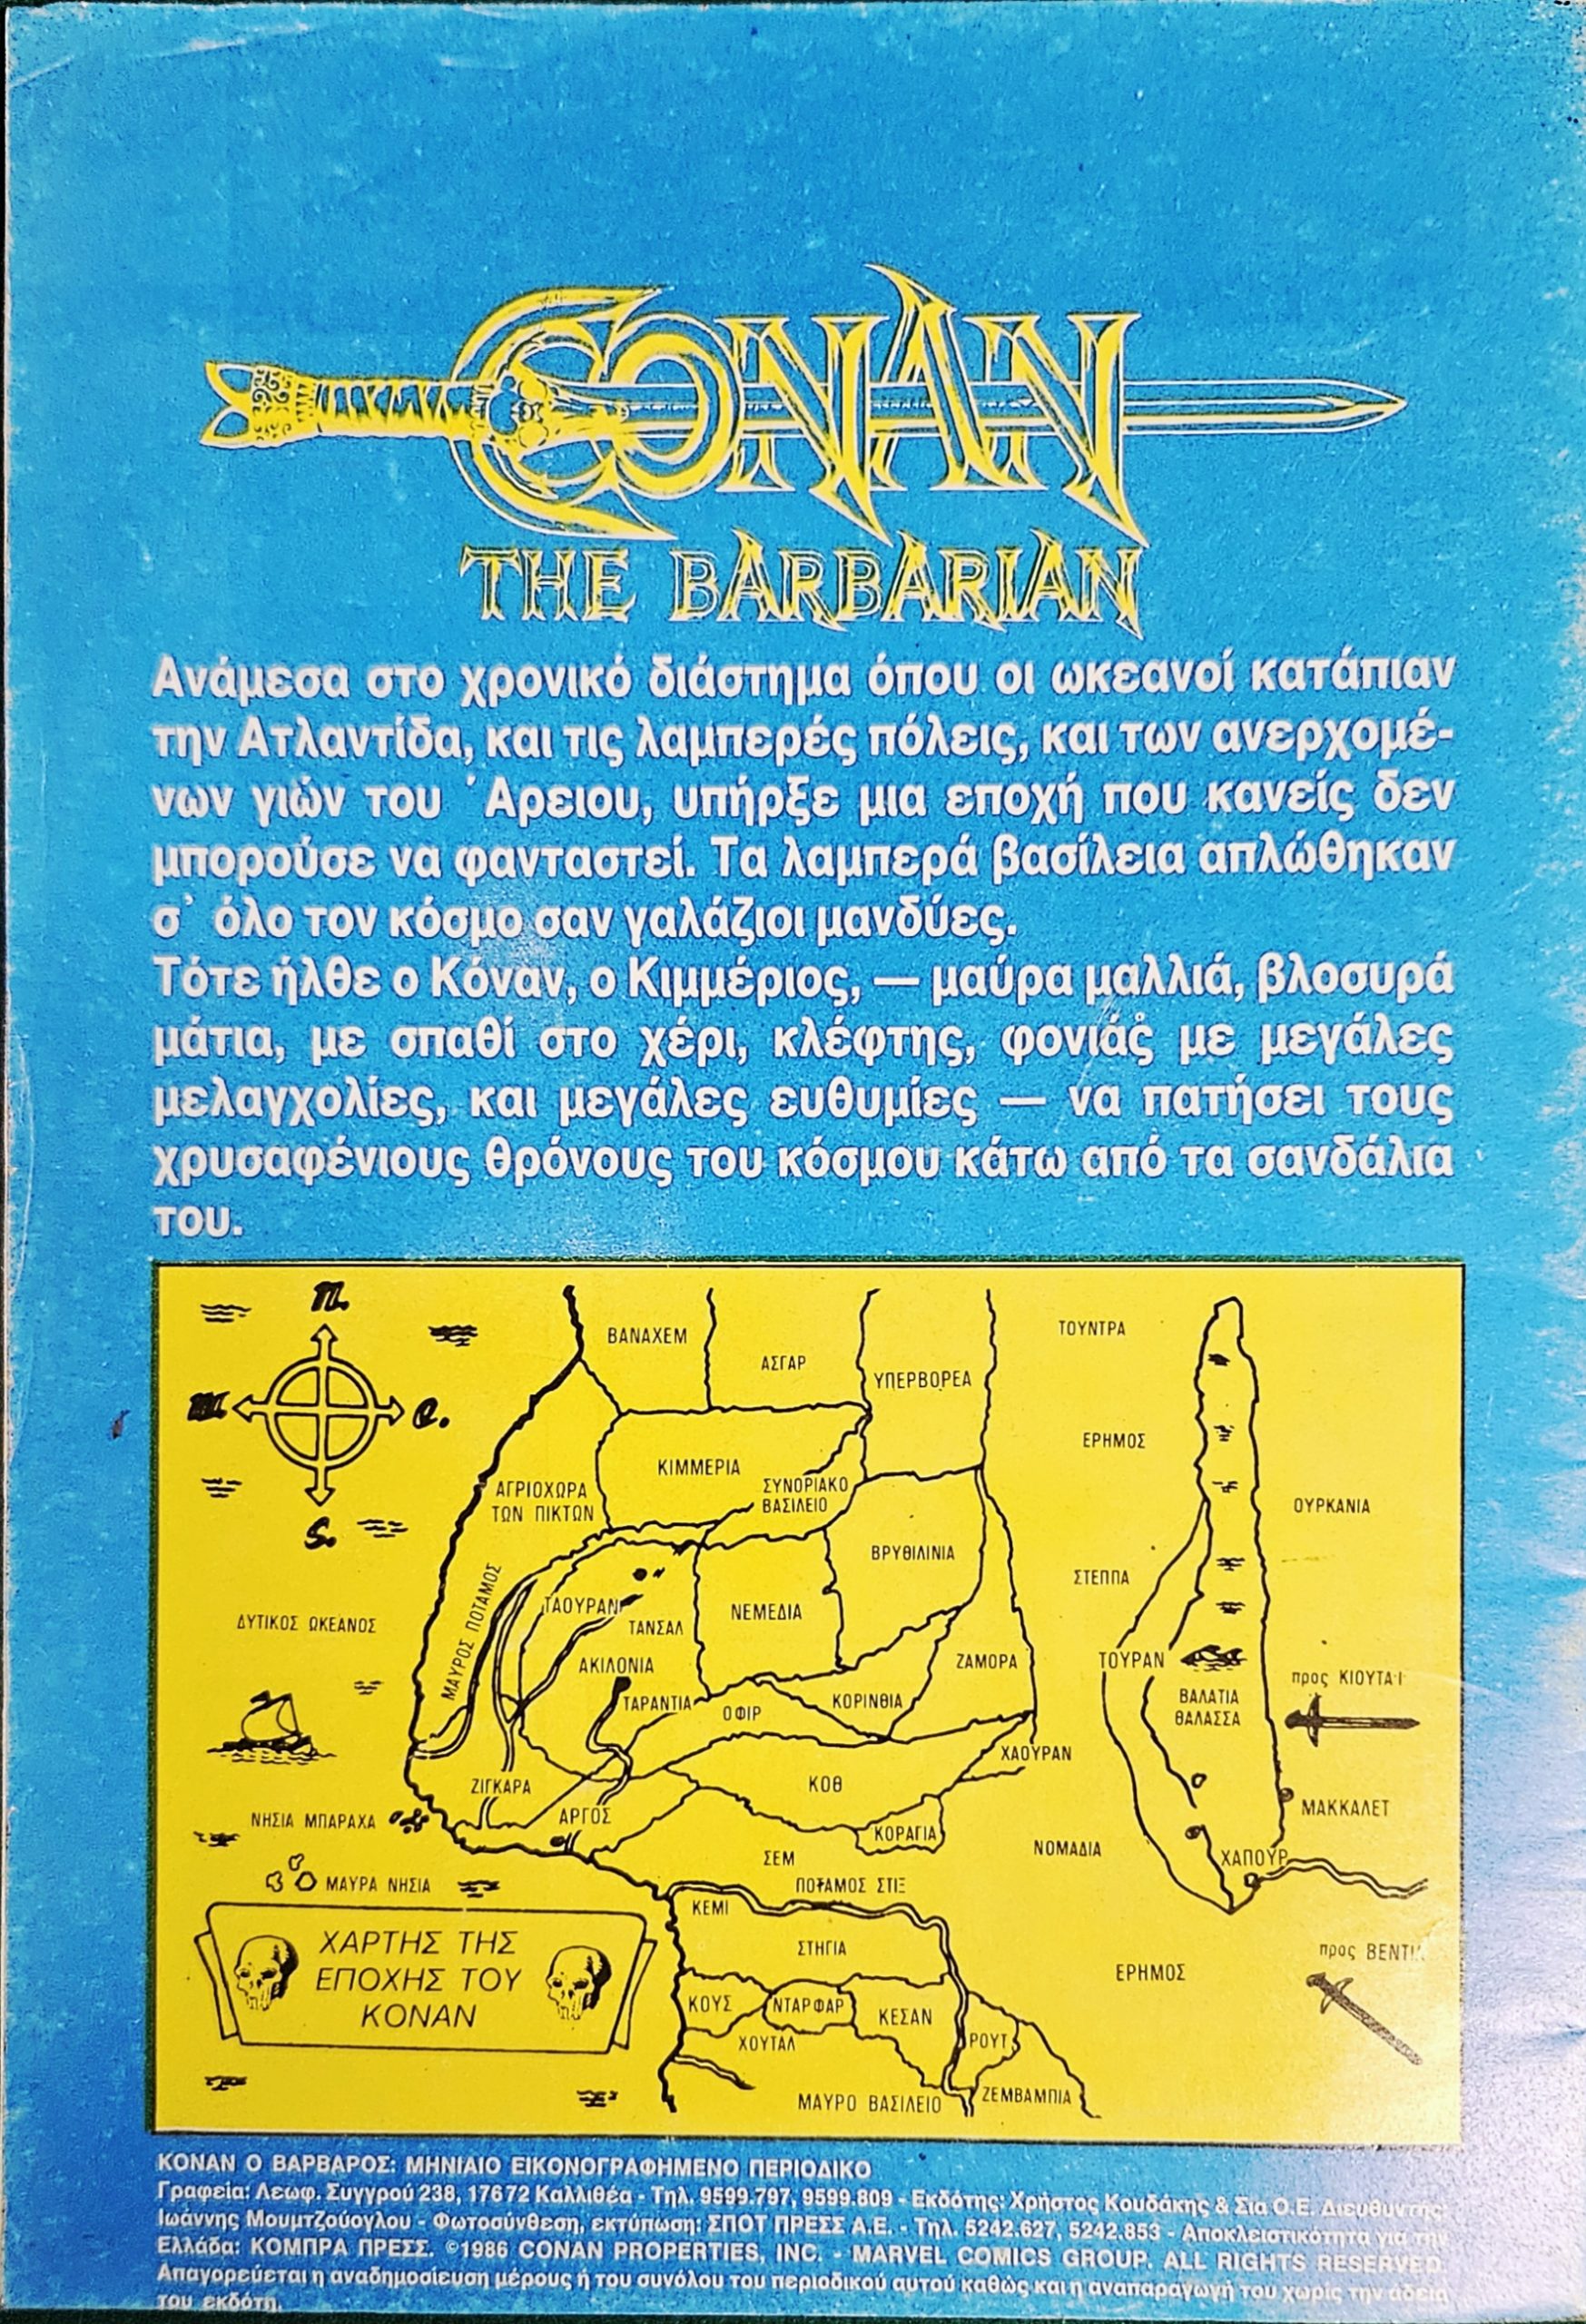 CONAN
THE BARBARIAN
Ανάμεσα στο χρονικό διάστημα όπου οι ωκεανοί κατάπιαν
την Ατλαντίδα, και τις λαμπερές πόλεις, και των ανερχομέ-
νων γιών του Άρειου, υπήρξε μια εποχή που κανείς δεν
μπορούσε να φανταστεί. Τα λαμπερά βασίλεια απλώθηκαν
σ' όλο τον κόσμο σαν γαλάζιοι μανδύες.
Τότε ήλθε ο Κόναν, ο Κιμμέριος, — μαύρα μαλλιά, βλοσυρά
μάτια, με σπαθί στο χέρι, κλέφτης, φονιάς με μεγάλες
μελαγχολίες, και μεγάλες ευθυμίες — να πατήσει τους
χρυσαφένιους θρόνους του κόσμου κάτω από τα σανδάλια
του.
Π.
ΒΑΝΑΧΕΜ
ΑΣΓΑΡ
ΥΠΕΡΒΟΡΕΑ
ΤΟΥΝΤΡΑ
e.
S.
ΕΡΗΜΟΣ
ΚΙΜΜΕΡΙΑ
ΑΓΡΙΟΧΩΡΑ
ΤΩΝ ΠΙΚΤΩΝ
ΣΥΝΟΡΙΑΚΟ
ΒΑΣΙΛΕΙΟ
ΟΥΡΚΑΝΙΑ
ΒΡΥΘΙΛΙΝΙΑ
ΣΤΕΠΠΑ
ΔΥΤΙΚΟΣ ΩΚΕΑΝΟΣ
ΜΑΥΡΟΣ ΠΟΤΑΜΟΣ
ΤΑΟΥΡΑΝ
ΤΑΝΣΑΛ
ΝΕΜΕΔΙΑ
ΑΚΙΛΟΝΙΑ
ΖΑΜΟΡΑ
ΤΟΥΡΑΝ
ΤΑΡΑΝΤΙΑ
ΟΦΙΡ
ΚΟΡΙΝΘΙΑ
ΒΑΛΑΤΙΑ
ΘΑΛΑΣΣΑ
προς ΚΙΟΥΤΑΪ
ΧΑΟΥΡΑΝ
ΖΙΓΚΑΡΑ
ΚΟΘ
ΑΡΓΟΣ
ΝΗΣΙΑ ΜΠΑΡΑΧΑ
ΚΟΡΑΓΙΑ
ΜΑΚΚΑΛΕΤ
ΝΟΜΑΔΙΑ
ΣΕΜ
ΧΑΠΟΥΡ
ΜΑΥΡΑ ΝΗΣΙΑ
ΠΟΤΑΜΟΣ ΣΤΙΞ
ΚΕΜΙ
ΧΑΡΤΗΣ ΤΗΣ
ΕΠΟΧΗΣ ΤΟΥ
ΚΟΝΑΝ
ΣΤΗΓΙΑ
ΕΡΗΜΟΣ
προς
ΚΟΥΣ
ΝΤΑΡΦΑΡ
ΚΕΣΑΝ
ΧΟΥΤΑΛ
ΡΟΥΤ
ΜΑΥΡΟ ΒΑΣΙΛΕΙΟ
ΖΕΜΒΑΜΠΙΑ
ΚΟΝΑΝ Ο ΒΑΡΒΑΡΟΣ: ΜΗΝΙΑΙΟ ΕΙΚΟΝΟΓΡΑΦΗΜΕΝΟ ΠΕΡΙΟΔΙΚΟ
Γραφεία: Λεωφ. Συγγρού 238, 17672 Καλλιθέα - Τηλ. 9599.797, 9599.809 - Εκδότης: Χρήστος Κουδάκης & Σια Ο.Ε. Διευθυντής:
Ιωάννης Μουμτζούογλου - Φωτοσύνθεση, εκτύπωση: ΣΠΟΤ ΠΡΕΣΣ Α.Ε. - Τηλ. 5242.627, 5242.853 - Αποκλειστικότητα για την
Ελλάδα: ΚΟΜΠΡΑ ΠΡΕΣΣ. ©1986 CONAN PROPERTIES, INC. - MARVEL COMICS GROUP. ALL RIGHTS RESERVED.
Απαγορεύεται η αναδημοσίευση μέρους ή του συνόλου του περιοδικού αυτού καθώς και η αναπαραγωγή του χωρίς την άδεια
του εκδότη.